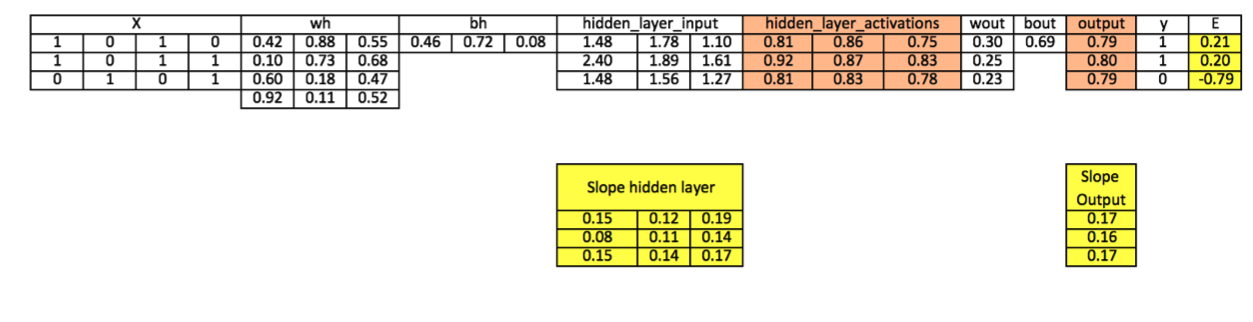 X wh bh hidden_layer_input hidden_layer_activations wout bout output y E
1 0 1 0 0.42 0.88 0.55 0.46 0.72 0.08 1.48 1.78 1.10 0.81 0.86 0.75 0.30 0.69 0.79 1 0.21
1 0 1 1 0.10 0.73 0.68 2.40 1.89 1.61 0.92 0.87 0.83 0.25 0.80 1 0.20
0 1 0 1 0.60 0.18 0.47 1.48 1.56 1.27 0.81 0.83 0.78 0.23 0.79 0 -0.79
0.92 0.11 0.52
Slope hidden layer
0.15 0.12 0.19
0.08 0.11 0.14
0.15 0.14 0.17
Slope
Output
0.17
0.16
0.17